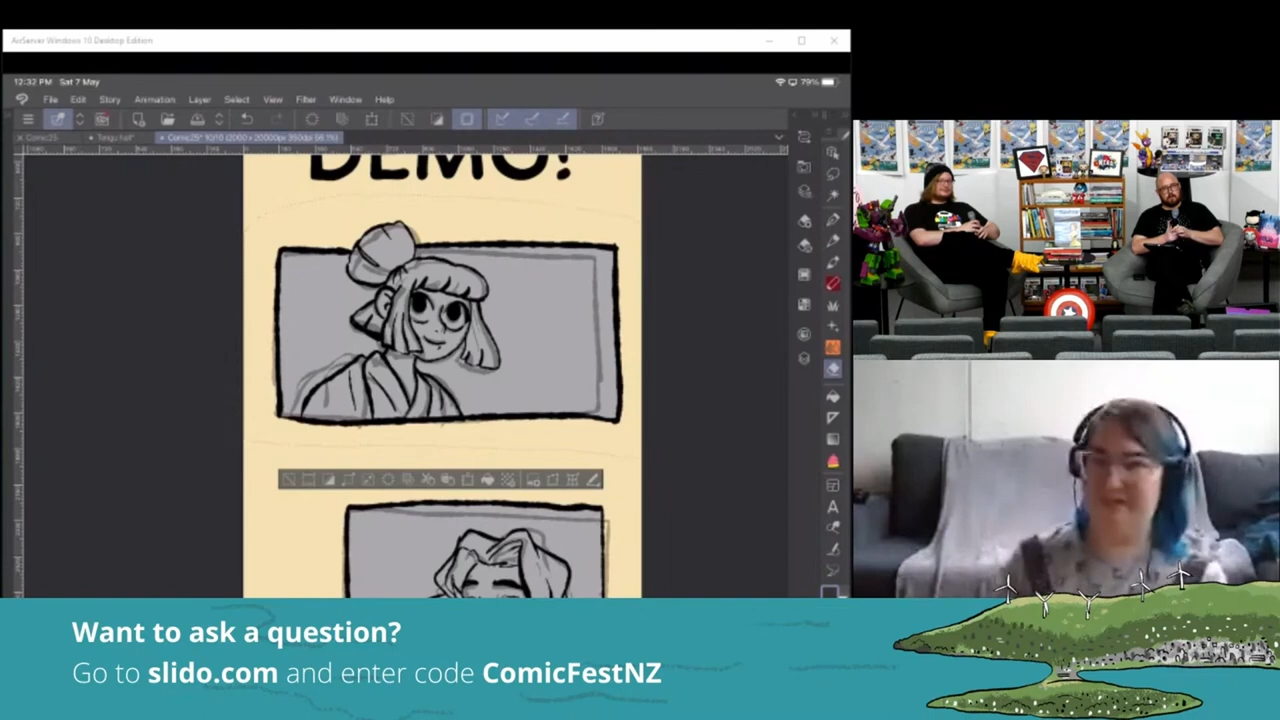 AirServer Windows 10 Desktop Edition
12:32 PM Sat 7 May
79%
File Edit Story Animation Layer Select View Filter Window Help
DEMO!
Want to ask a question?
Go to slido.com and enter code ComicFestNZ